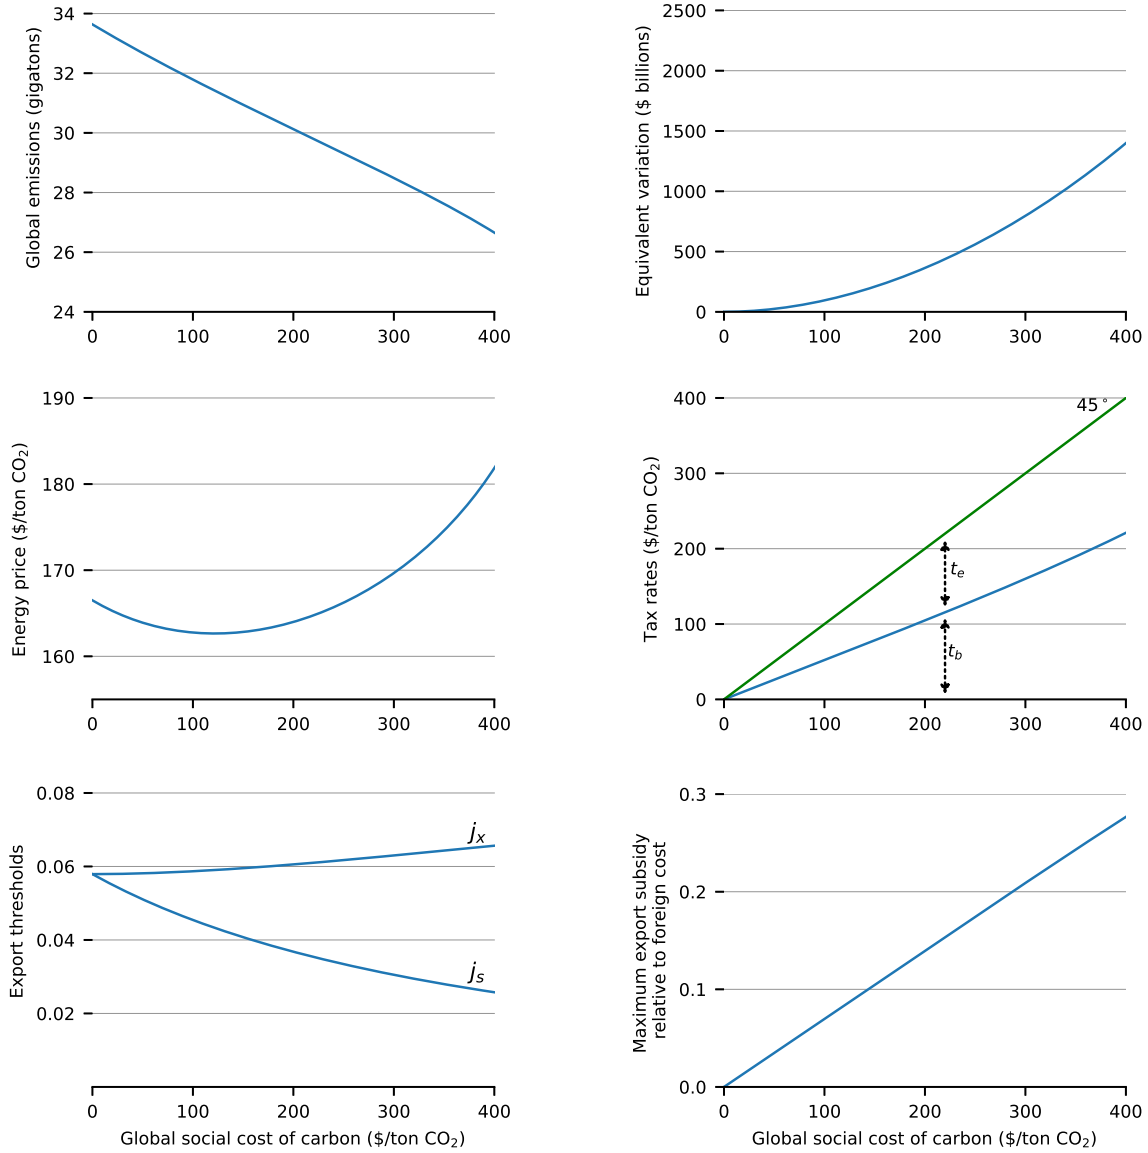 Global emissions (gigatons)
34
32
30
28
26
24
0 100 200 300 400
Equivalent variation ($ billions)
2500
2000
1500
1000
500
0
0 100 200 300 400
Energy price ($/ton CO₂)
190
180
170
160
0 100 200 300 400
Tax rates ($/ton CO₂)
400
300
200
100
0
45°
tₑ
t_b
0 100 200 300 400
Export thresholds
0.08
0.06
0.04
0.02
jₓ
jₛ
0 100 200 300 400
Global social cost of carbon ($/ton CO₂)
Maximum export subsidy
relative to foreign cost
0.3
0.2
0.1
0.0
0 100 200 300 400
Global social cost of carbon ($/ton CO₂)